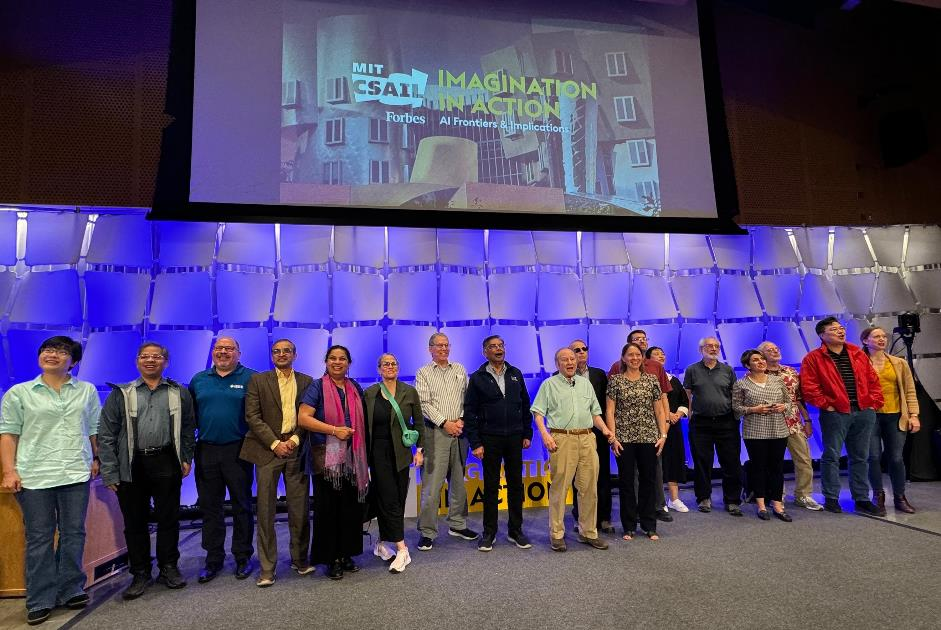 MIT
CSAIL
IMAGINATION
IN ACTION
Forbes
AI Frontiers & Implications
IN ACTION